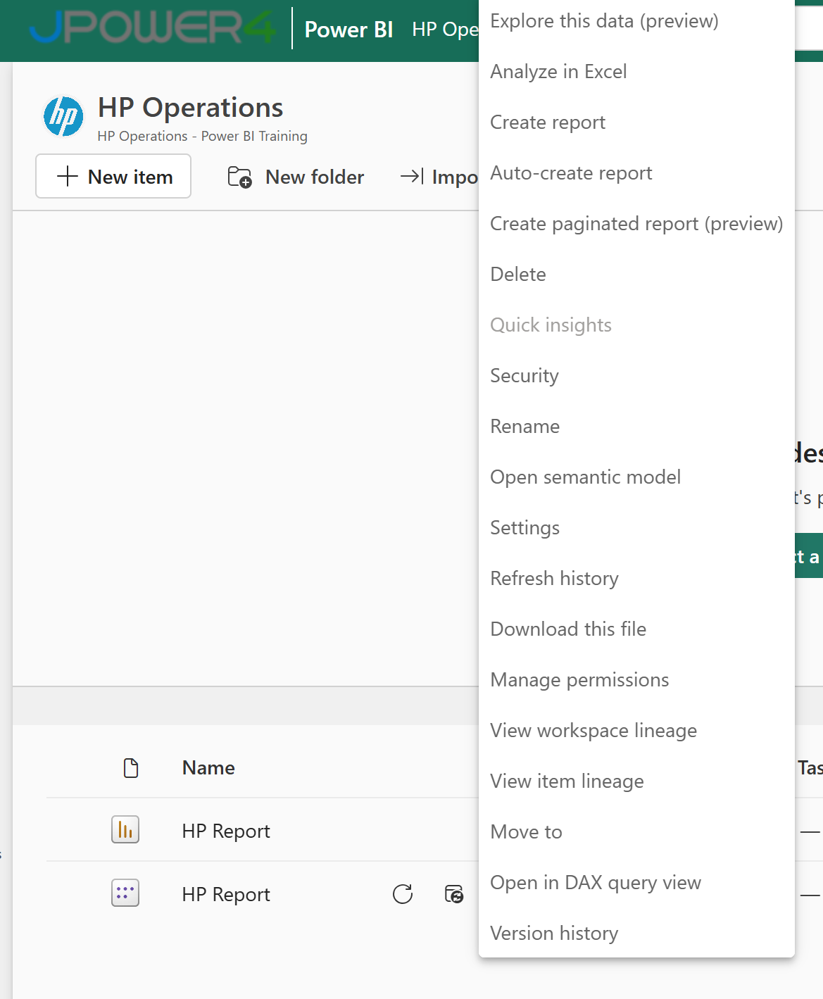 JPOWER4
Power BI
HP Ope
hp
HP Operations
HP Operations - Power BI Training
New item
New folder
Impo
Explore this data (preview)
Analyze in Excel
Create report
Auto-create report
Create paginated report (preview)
Delete
Quick insights
Security
Rename
Open semantic model
Settings
Refresh history
Download this file
Manage permissions
View workspace lineage
View item lineage
Move to
Open in DAX query view
Version history
des
t's p
ct a
Name
Tas
HP Report
—
HP Report
—